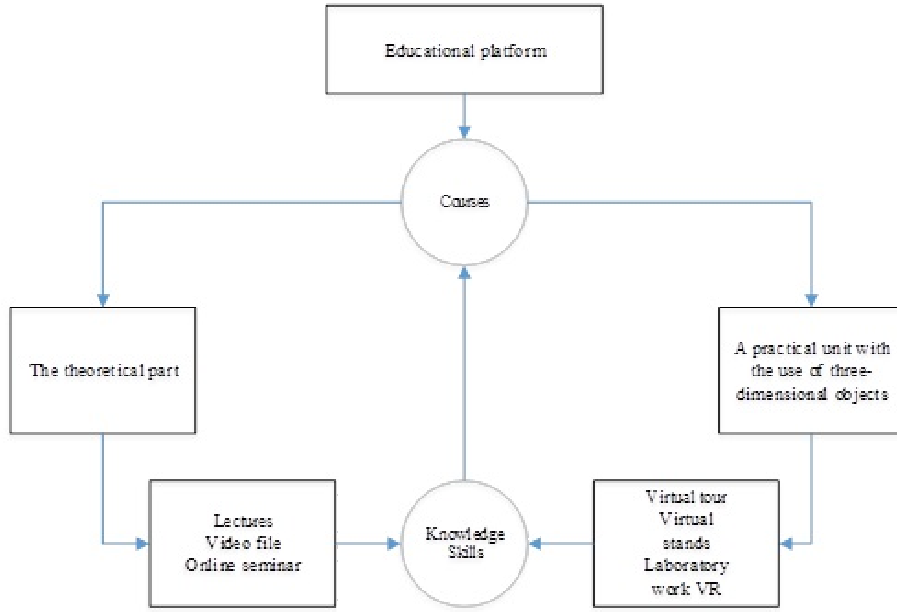 Educational platform
Courses
The theoretical part
A practical unit with
the use of three-
dimensional objects
Lectures
Video file
Online seminar
Knowledge
Skills
Virtual tour
Virtual
stands
Laboratory
work VR